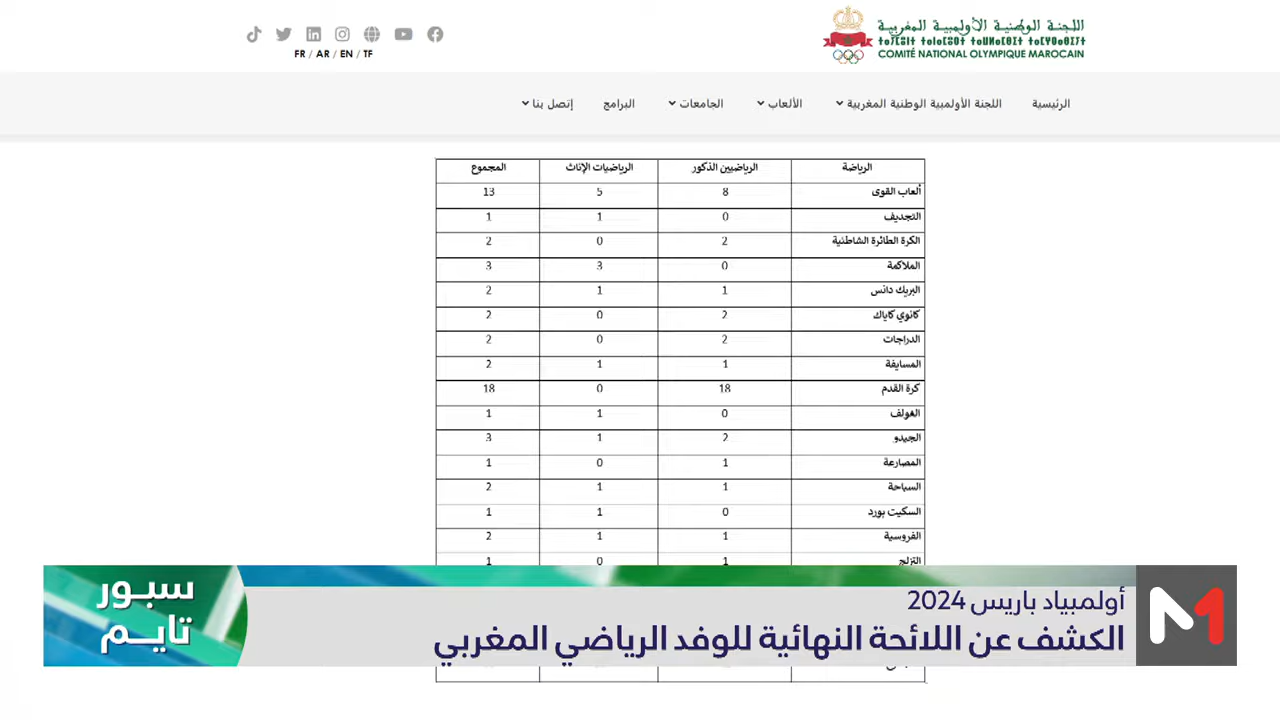 FR / AR / EN / TF
اللجنة الوطنية الأولمبية المغربية
COMITÉ NATIONAL OLYMPIQUE MAROCAIN
الرئيسية اللجنة الأولمبية الوطنية المغربية الألعاب الجامعات البرامج إتصل بنا
الرياضة الرياضيين الذكور الرياضيات الإناث المجموع
ألعاب القوى 8 5 13
التجديف 0 1 1
الكرة الطائرة الشاطئية 2 0 2
الملاكمة 0 3 3
البريك دانس 1 1 2
كانوي كاياك 2 0 2
الدراجات 2 0 2
المسايفة 1 1 2
كرة القدم 18 0 18
الغولف 0 1 1
الجيدو 2 1 3
المصارعة 1 0 1
السباحة 1 1 2
السكيت بورد 0 1 1
الفروسية 1 1 2
التزلج 1 0 1
أولمبياد باريس 2024
الكشف عن اللائحة النهائية للوفد الرياضي المغربي
سبور
تايم
M1